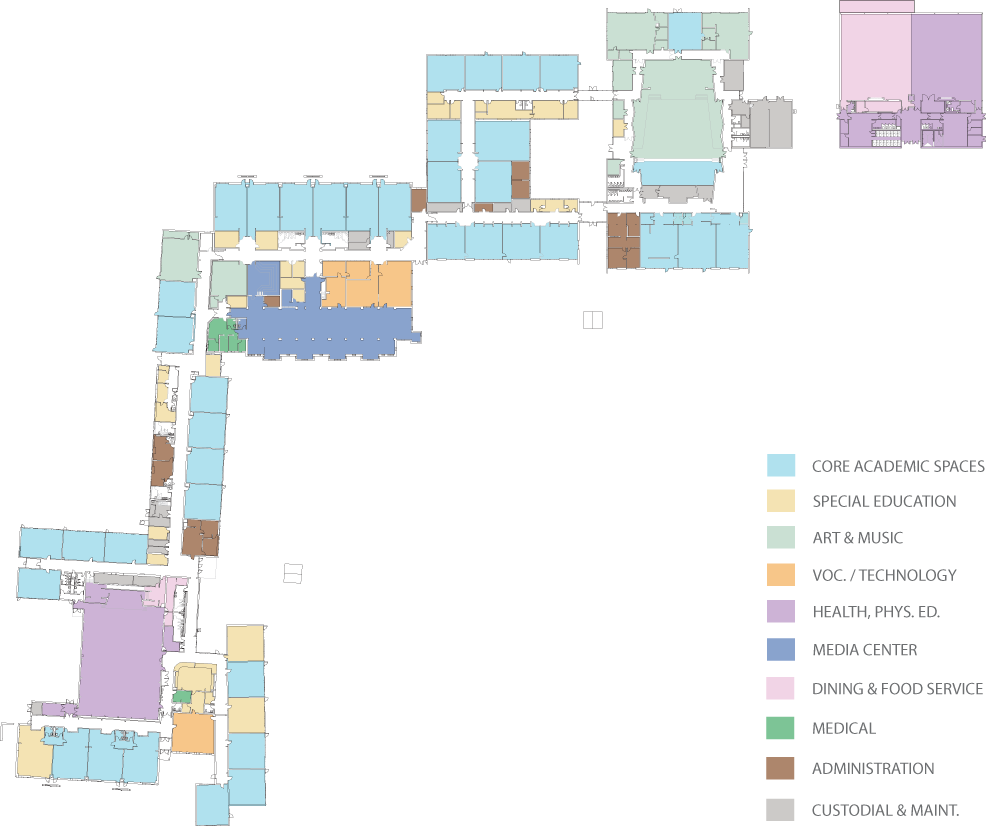 CORE ACADEMIC SPACES
SPECIAL EDUCATION
ART & MUSIC
VOC. / TECHNOLOGY
HEALTH, PHYS. ED.
MEDIA CENTER
DINING & FOOD SERVICE
MEDICAL
ADMINISTRATION
CUSTODIAL & MAINT.